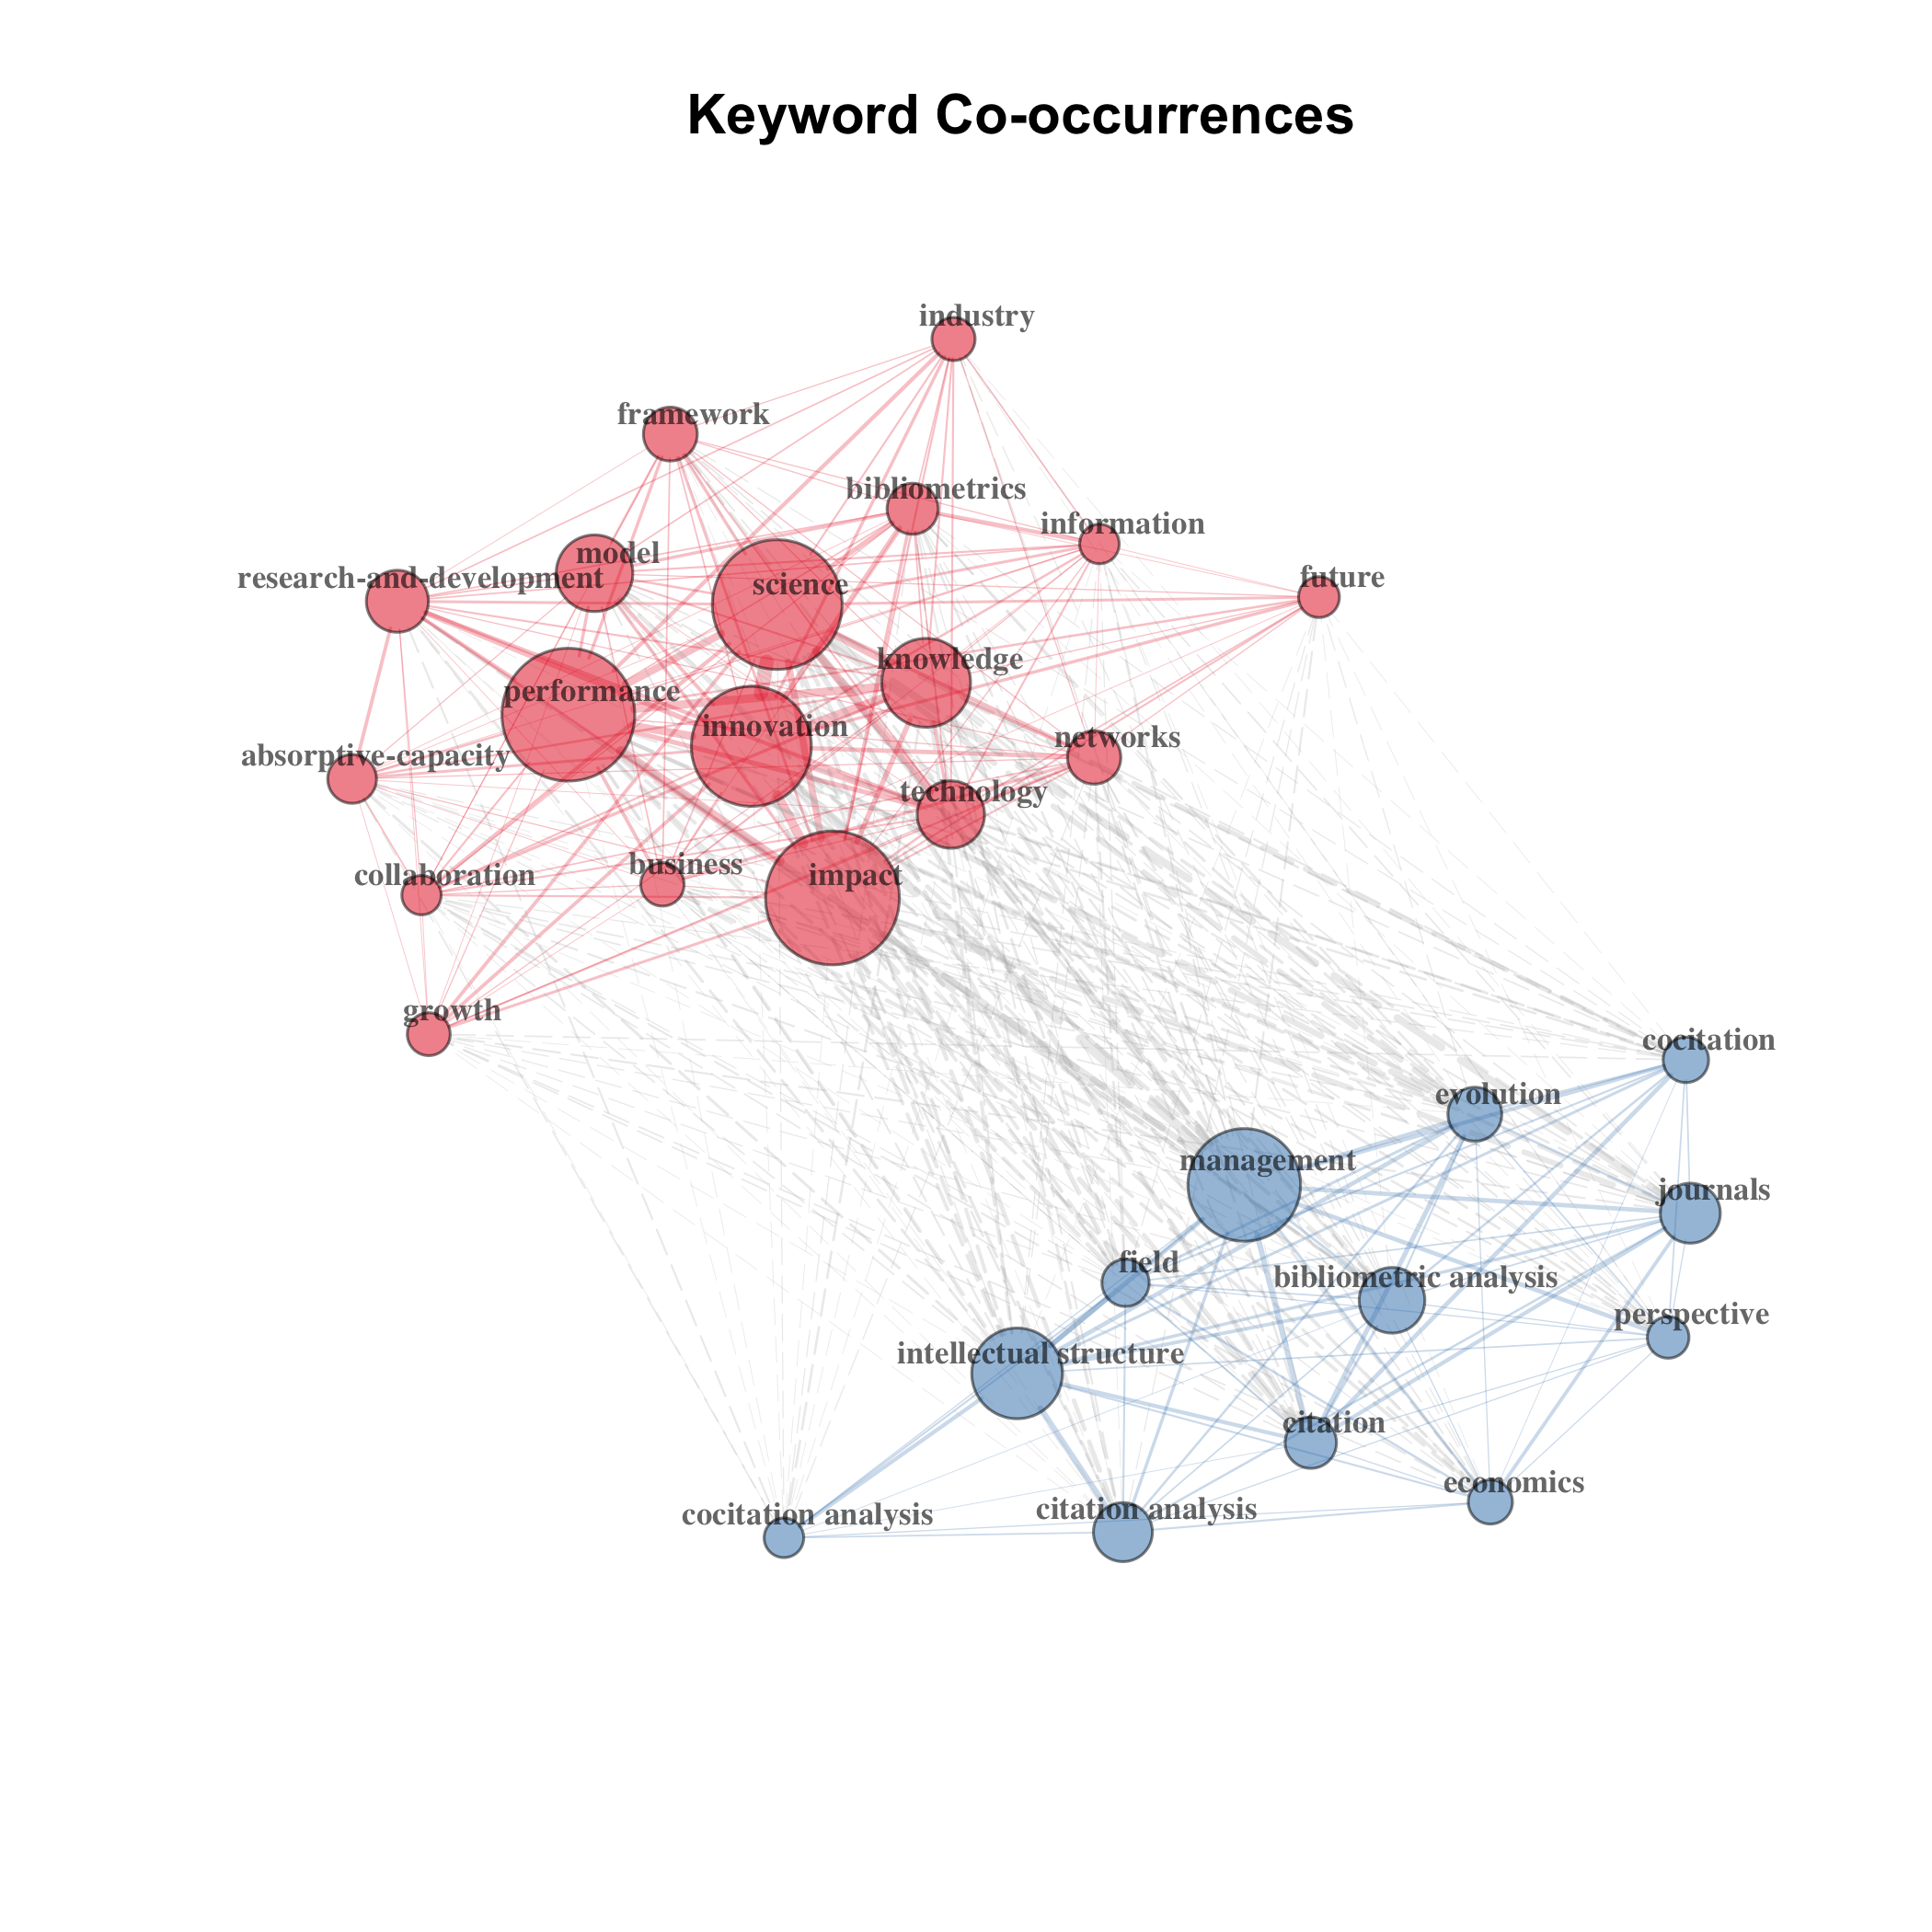 Keyword Co-occurrences
industry
framework
bibliometrics
information
model
research-and-development
science
future
knowledge
performance
innovation
networks
absorptive-capacity
technology
business
collaboration
impact
growth
cocitation
evolution
management
journals
field
bibliometric analysis
perspective
intellectual structure
citation
economics
citation analysis
cocitation analysis